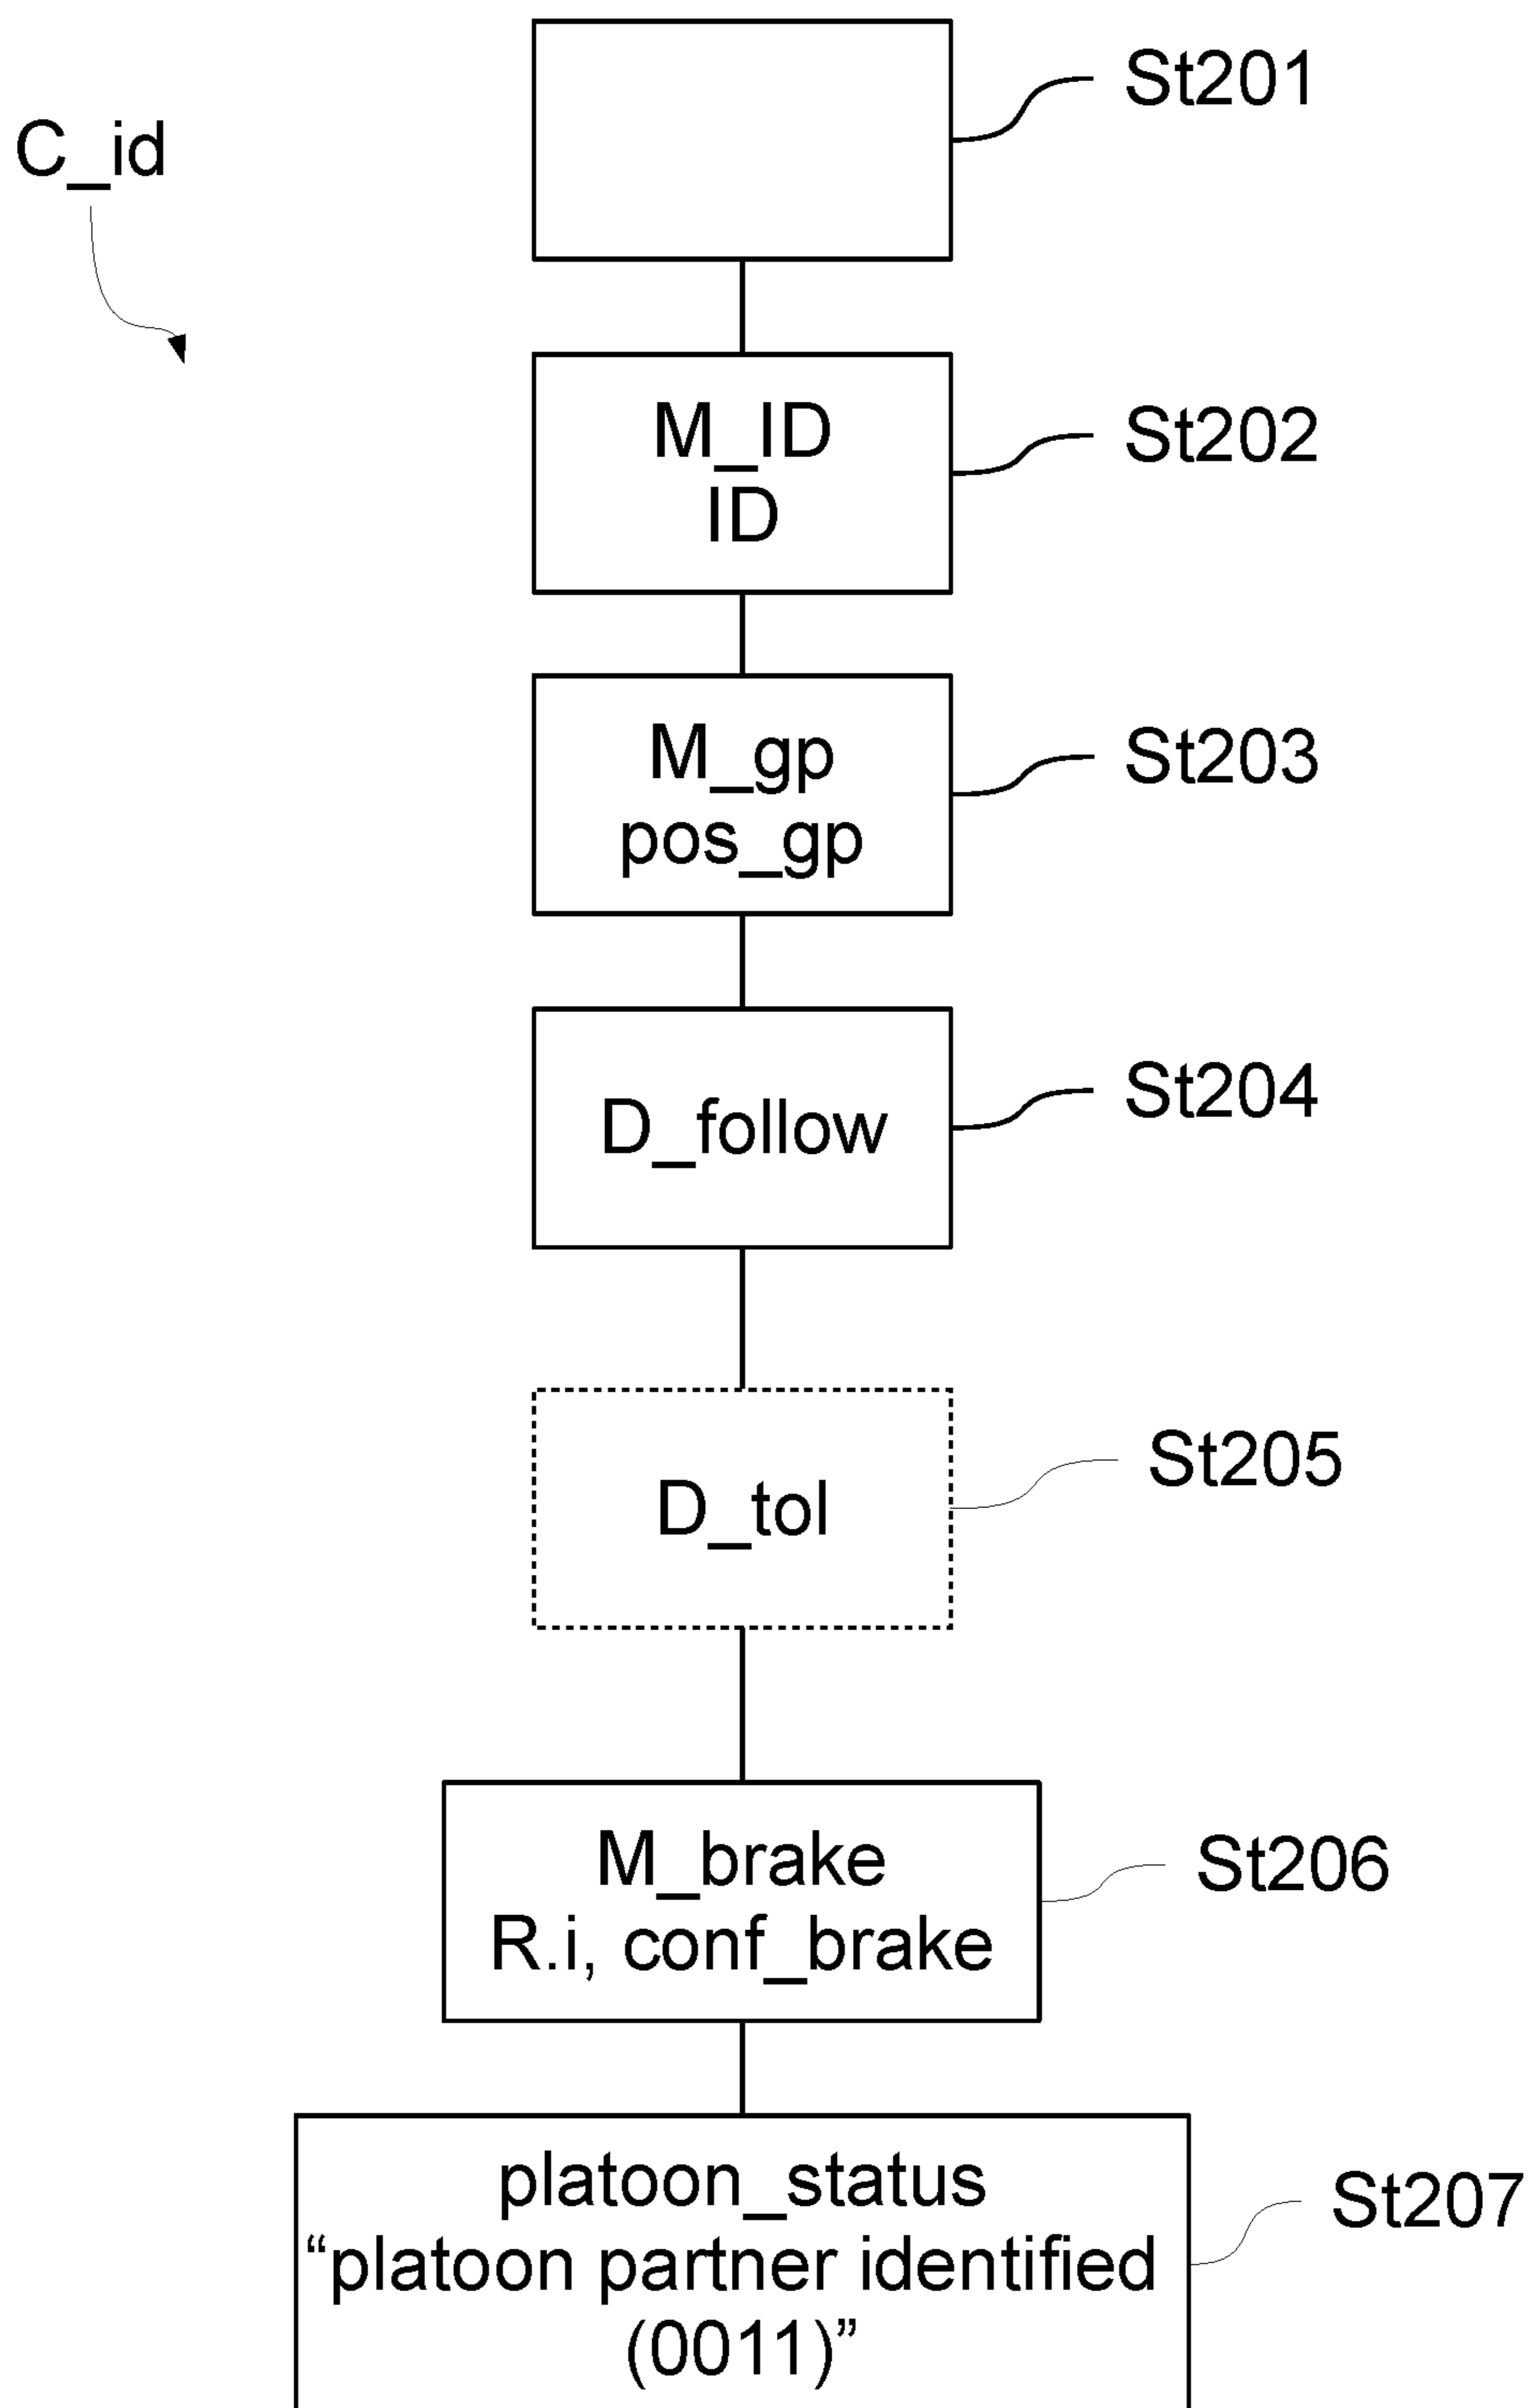 St201
C_id
M_ID
ID
St202
M_gp
pos_gp
St203
D_follow
St204
D_tol
St205
M_brake
R.i, conf_brake
St206
platoon_status
“platoon partner identified
(0011)”
St207